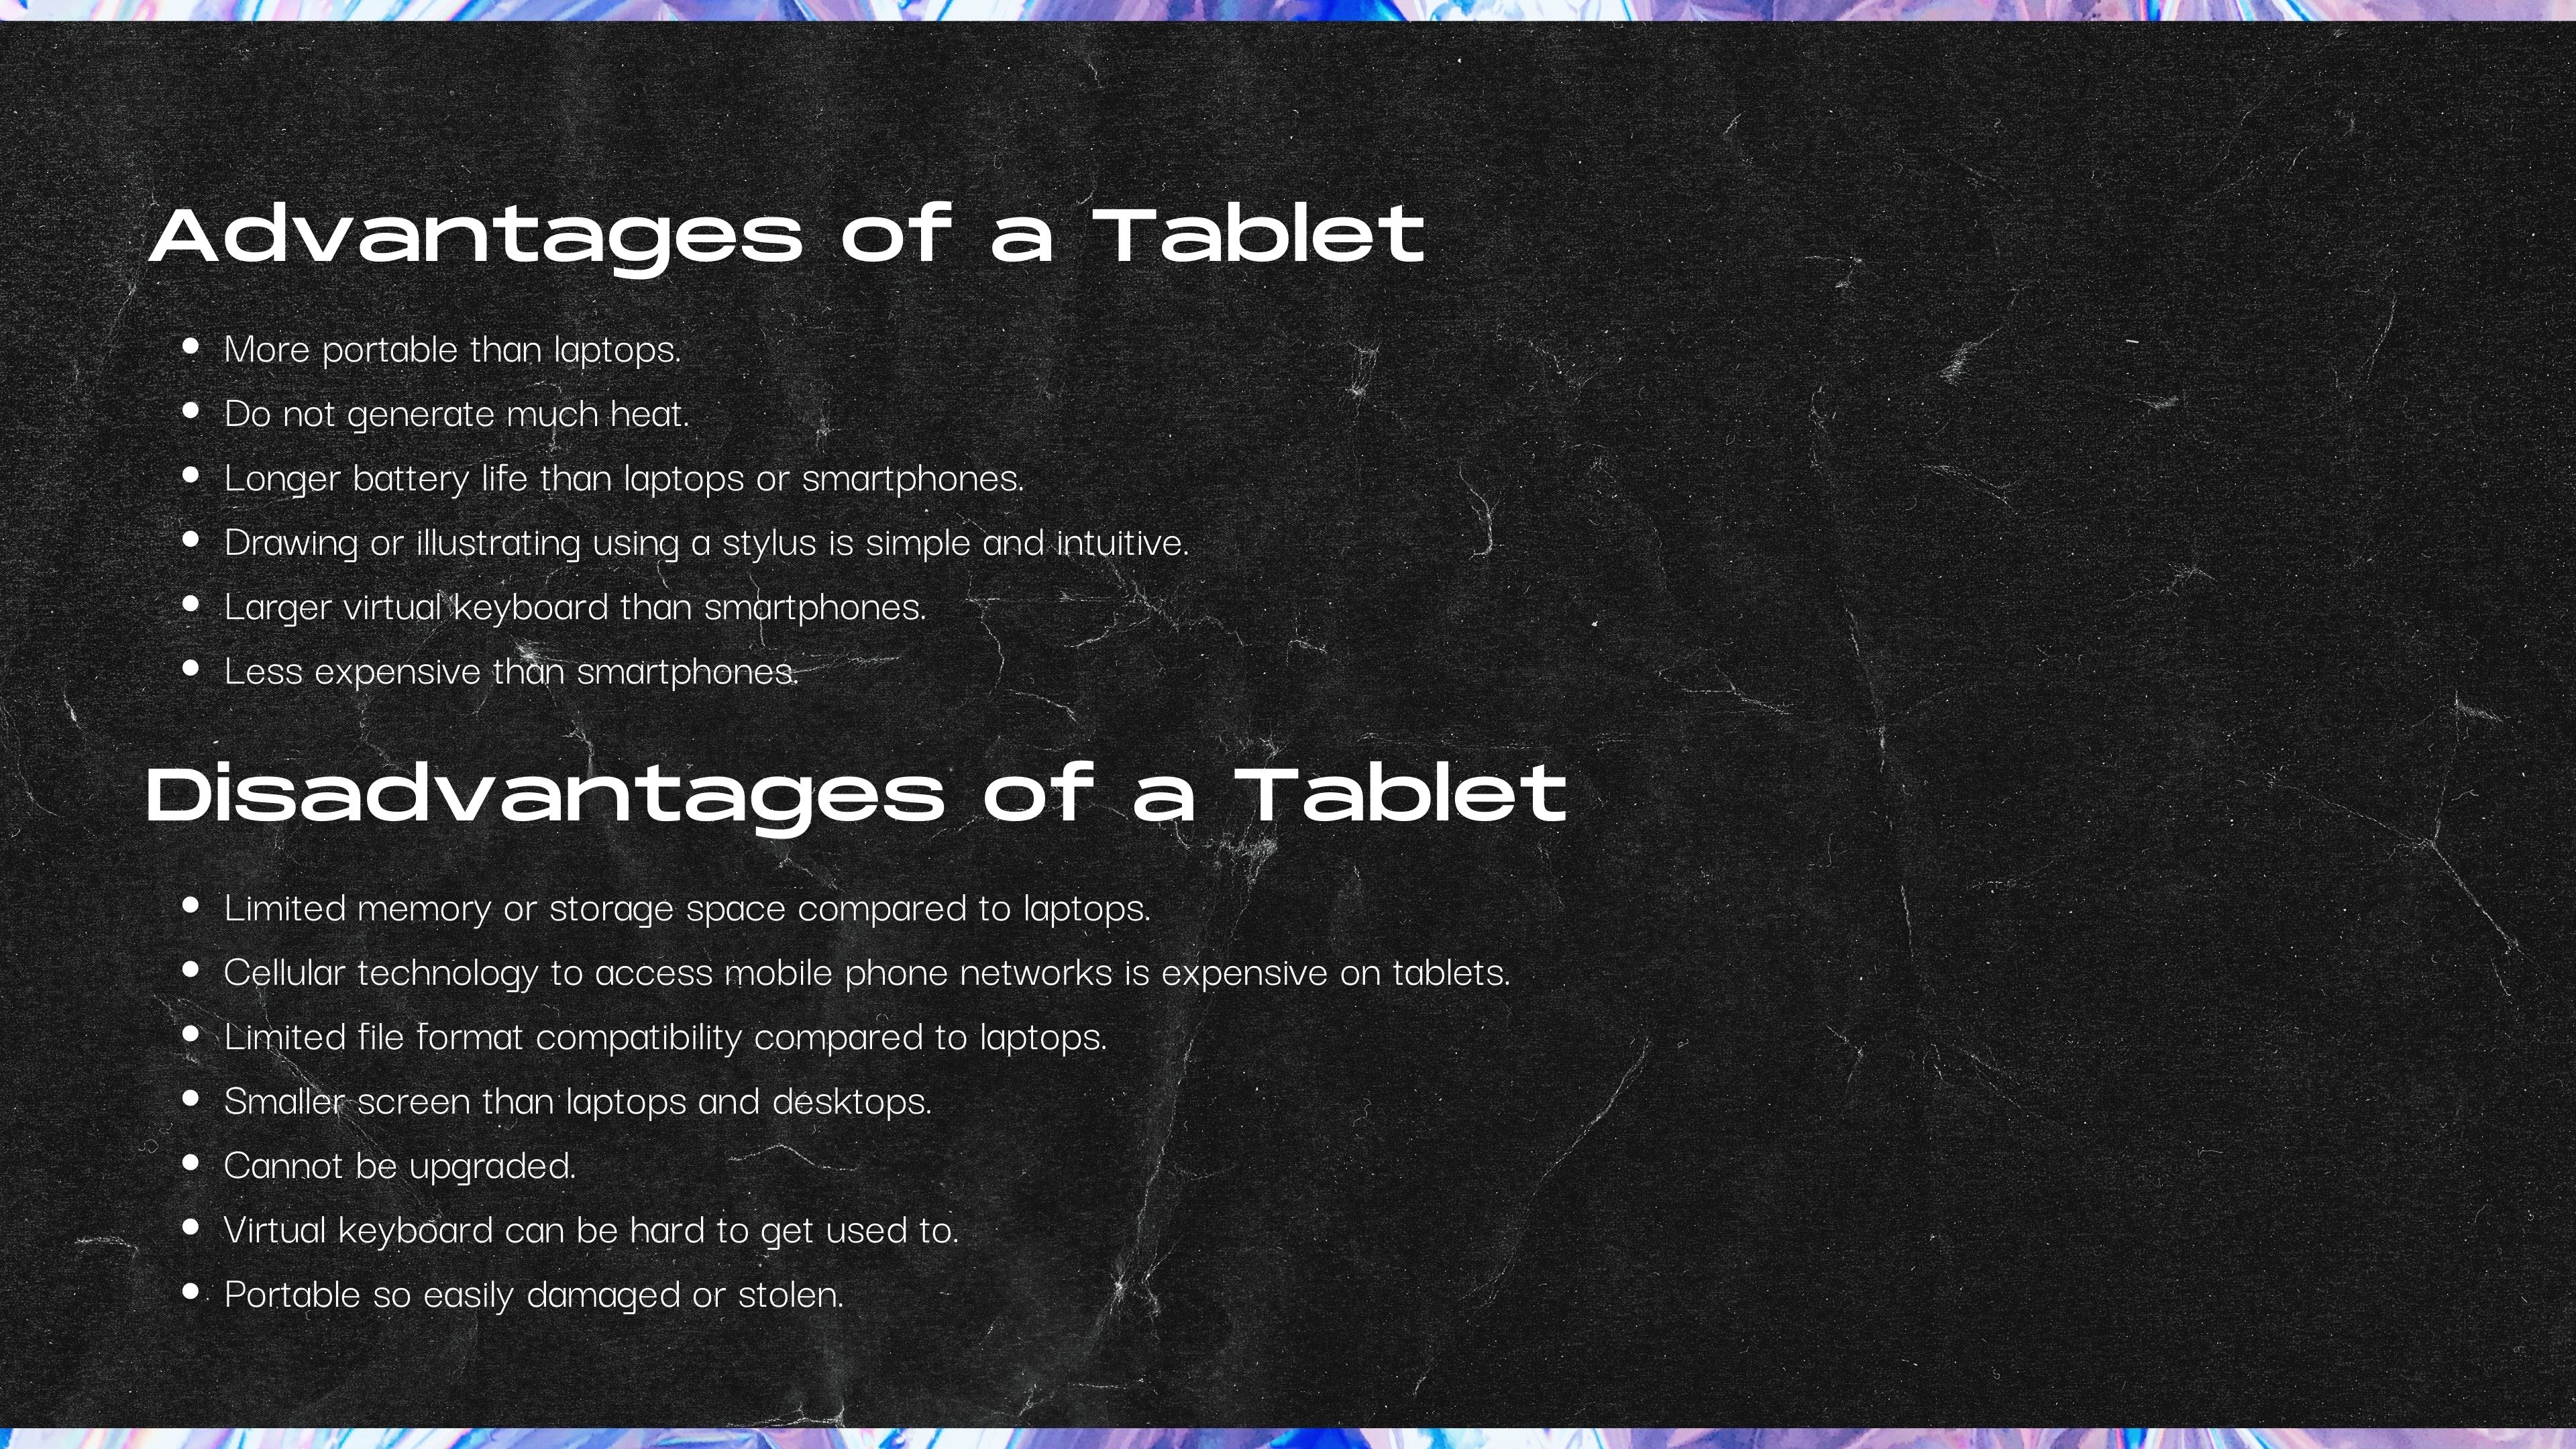 Advantages of a Tablet
More portable than laptops.
Do not generate much heat.
Longer battery life than laptops or smartphones.
Drawing or illustrating using a stylus is simple and intuitive.
Larger virtual keyboard than smartphones.
Less expensive than smartphones.
Disadvantages of a Tablet
Limited memory or storage space compared to laptops.
Cellular technology to access mobile phone networks is expensive on tablets.
Limited file format compatibility compared to laptops.
Smaller screen than laptops and desktops.
Cannot be upgraded.
Virtual keyboard can be hard to get used to.
Portable so easily damaged or stolen.